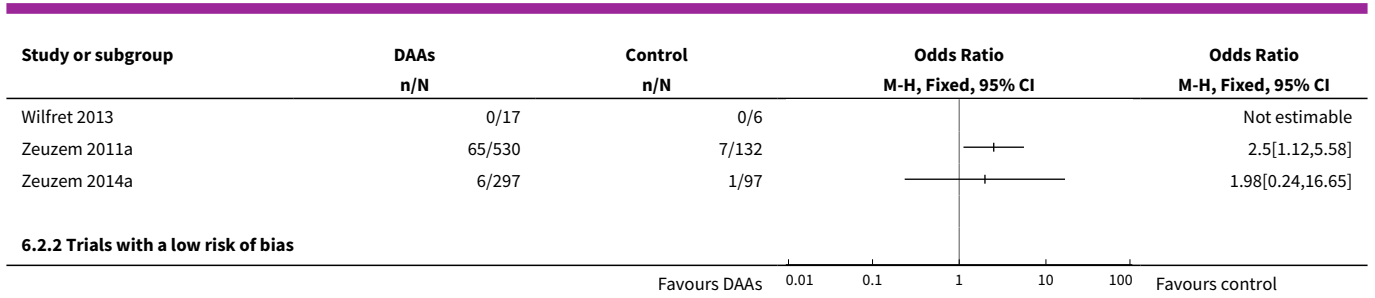 Study or subgroup DAAs Control Odds Ratio Odds Ratio
n/N n/N M-H, Fixed, 95% CI M-H, Fixed, 95% CI
Wilfret 2013 0/17 0/6 Not estimable
Zeuzem 2011a 65/530 7/132 2.5[1.12,5.58]
Zeuzem 2014a 6/297 1/97 1.98[0.24,16.65]
6.2.2 Trials with a low risk of bias
Favours DAAs 0.01 0.1 1 10 100 Favours control